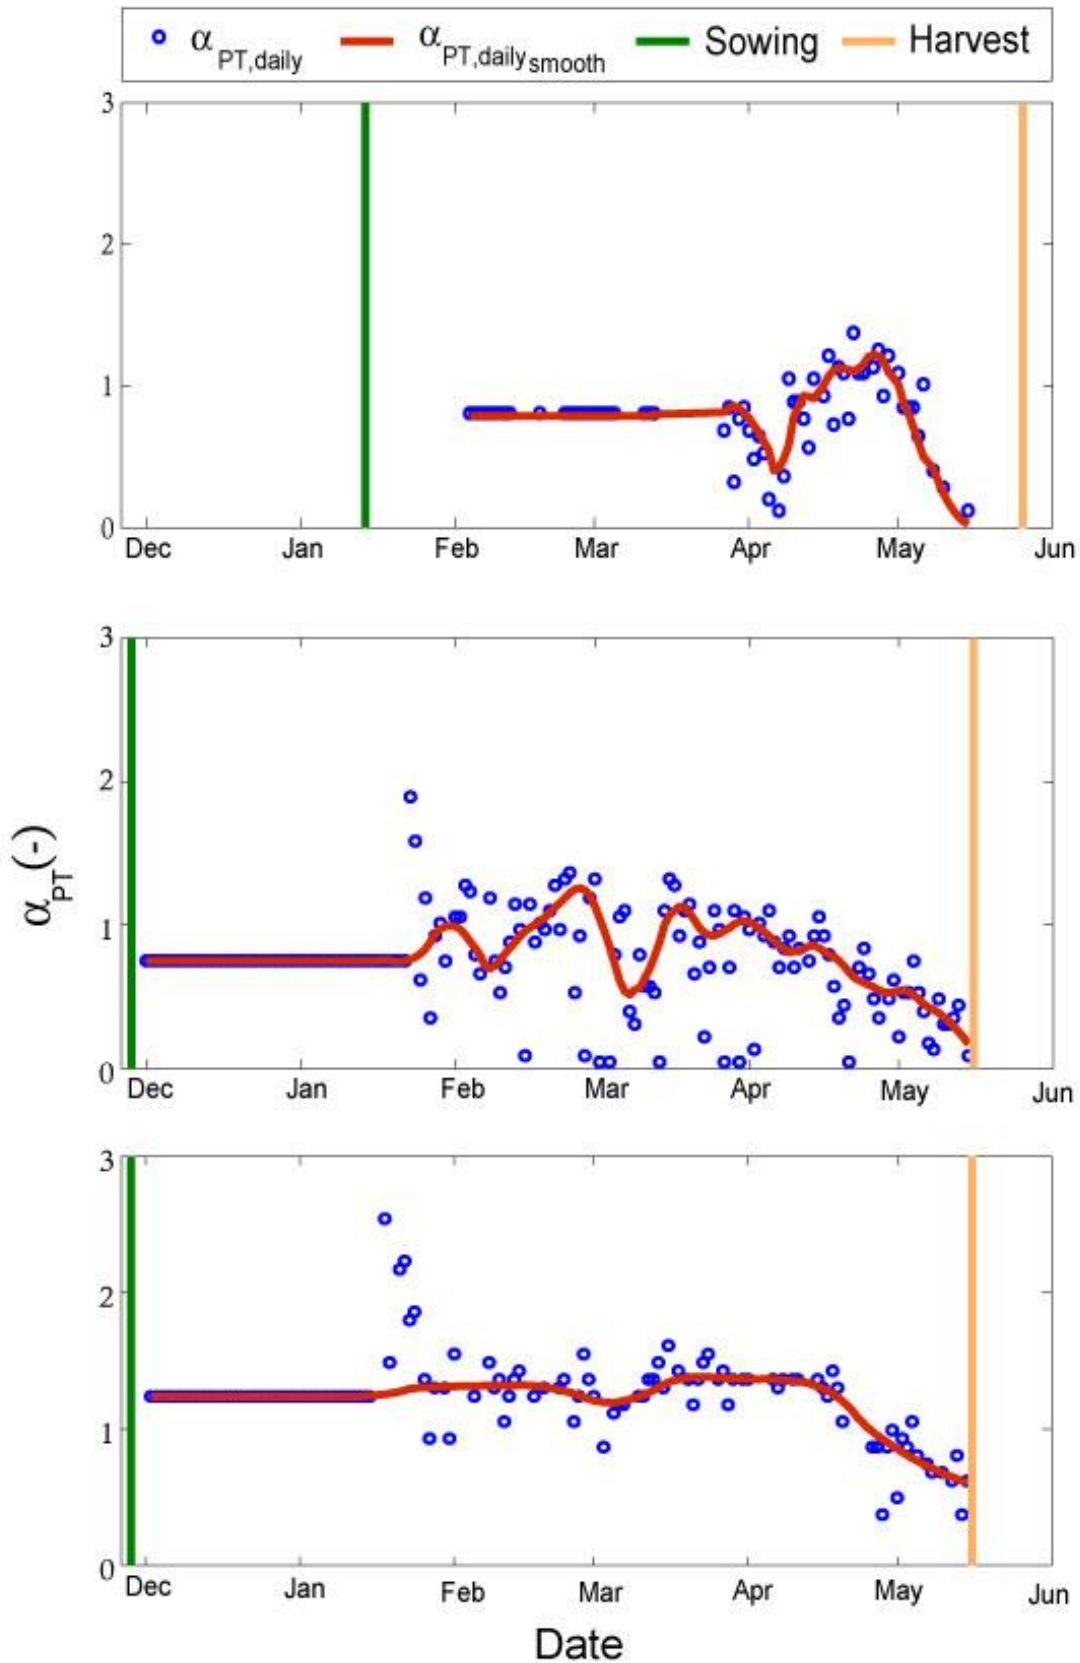 α PT,daily α PT,daily smooth Sowing Harvest
3
2
1
0
Dec Jan Feb Mar Apr May Jun
3
2
1
0
Dec Jan Feb Mar Apr May Jun
α PT (-)
3
2
1
0
Dec Jan Feb Mar Apr May Jun
Date